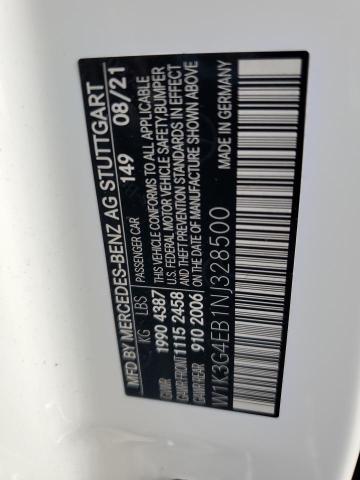 MFD BY MERCEDES-BENZ AG STUTTGART
PASSENGER CAR 149 08/21
KG LBS THIS VEHICLE CONFORMS TO ALL APPLICABLE
GVWR 1990 4387 U.S. FEDERAL MOTOR VEHICLE SAFETY, BUMPER
GAWR FRONT 1115 2458 AND THEFT PREVENTION STANDARDS IN EFFECT
GAWR REAR 910 2006 ON THE DATE OF MANUFACTURE SHOWN ABOVE
W1K3G4EB1NJ328500 MADE IN GERMANY